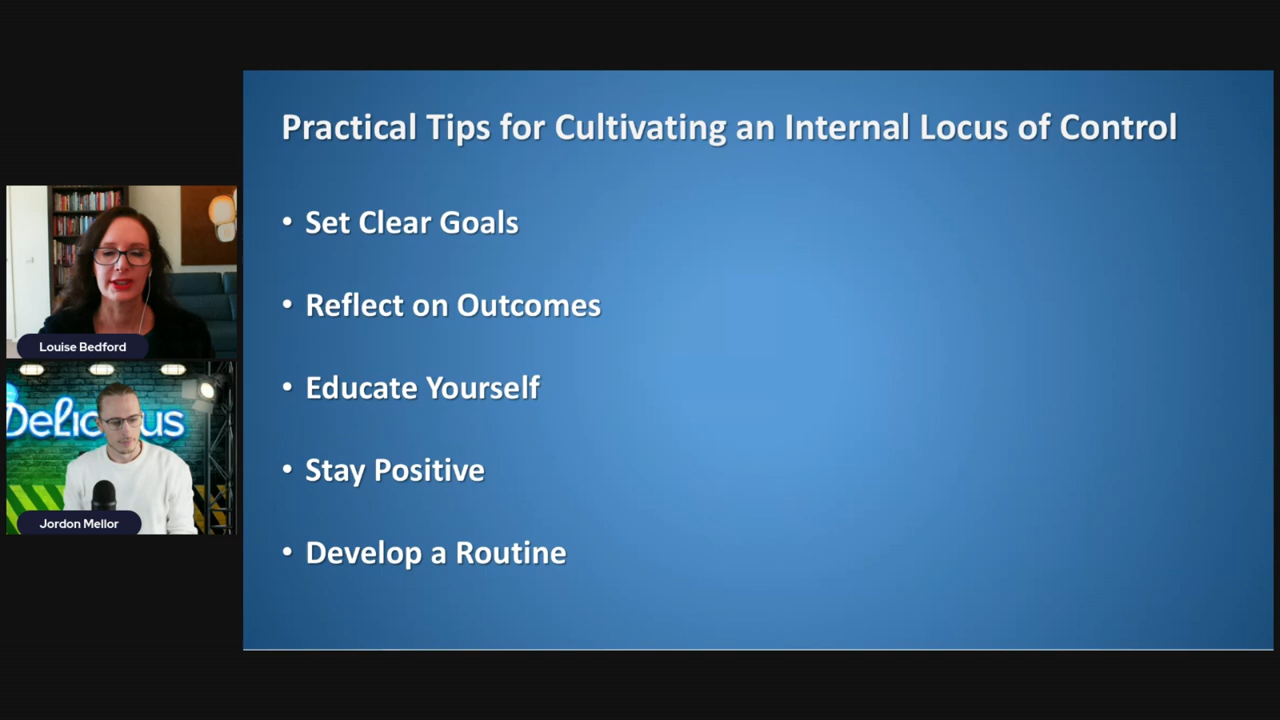 Practical Tips for Cultivating an Internal Locus of Control
• Set Clear Goals
• Reflect on Outcomes
• Educate Yourself
• Stay Positive
• Develop a Routine
Louise Bedford
Jordon Mellor